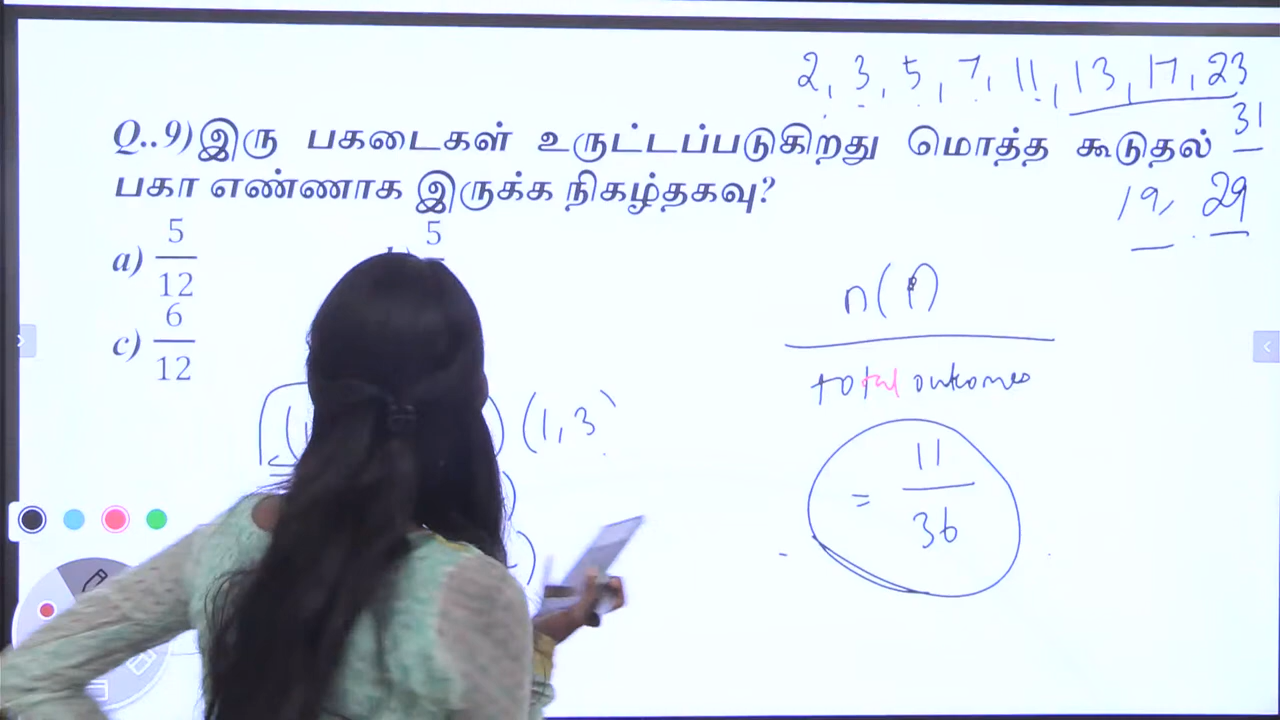 2, 3, 5, 7, 11, 13, 17, 23
31
Q..9)இரு பகடைகள் உருட்டப்படுகிறது மொத்த கூடுதல்
பகா எண்ணாக இருக்க நிகழ்தகவு?
19, 29
a) 5/12
5
c) 6/12
n(P)
total outcomes
(1,3)
= 11/36